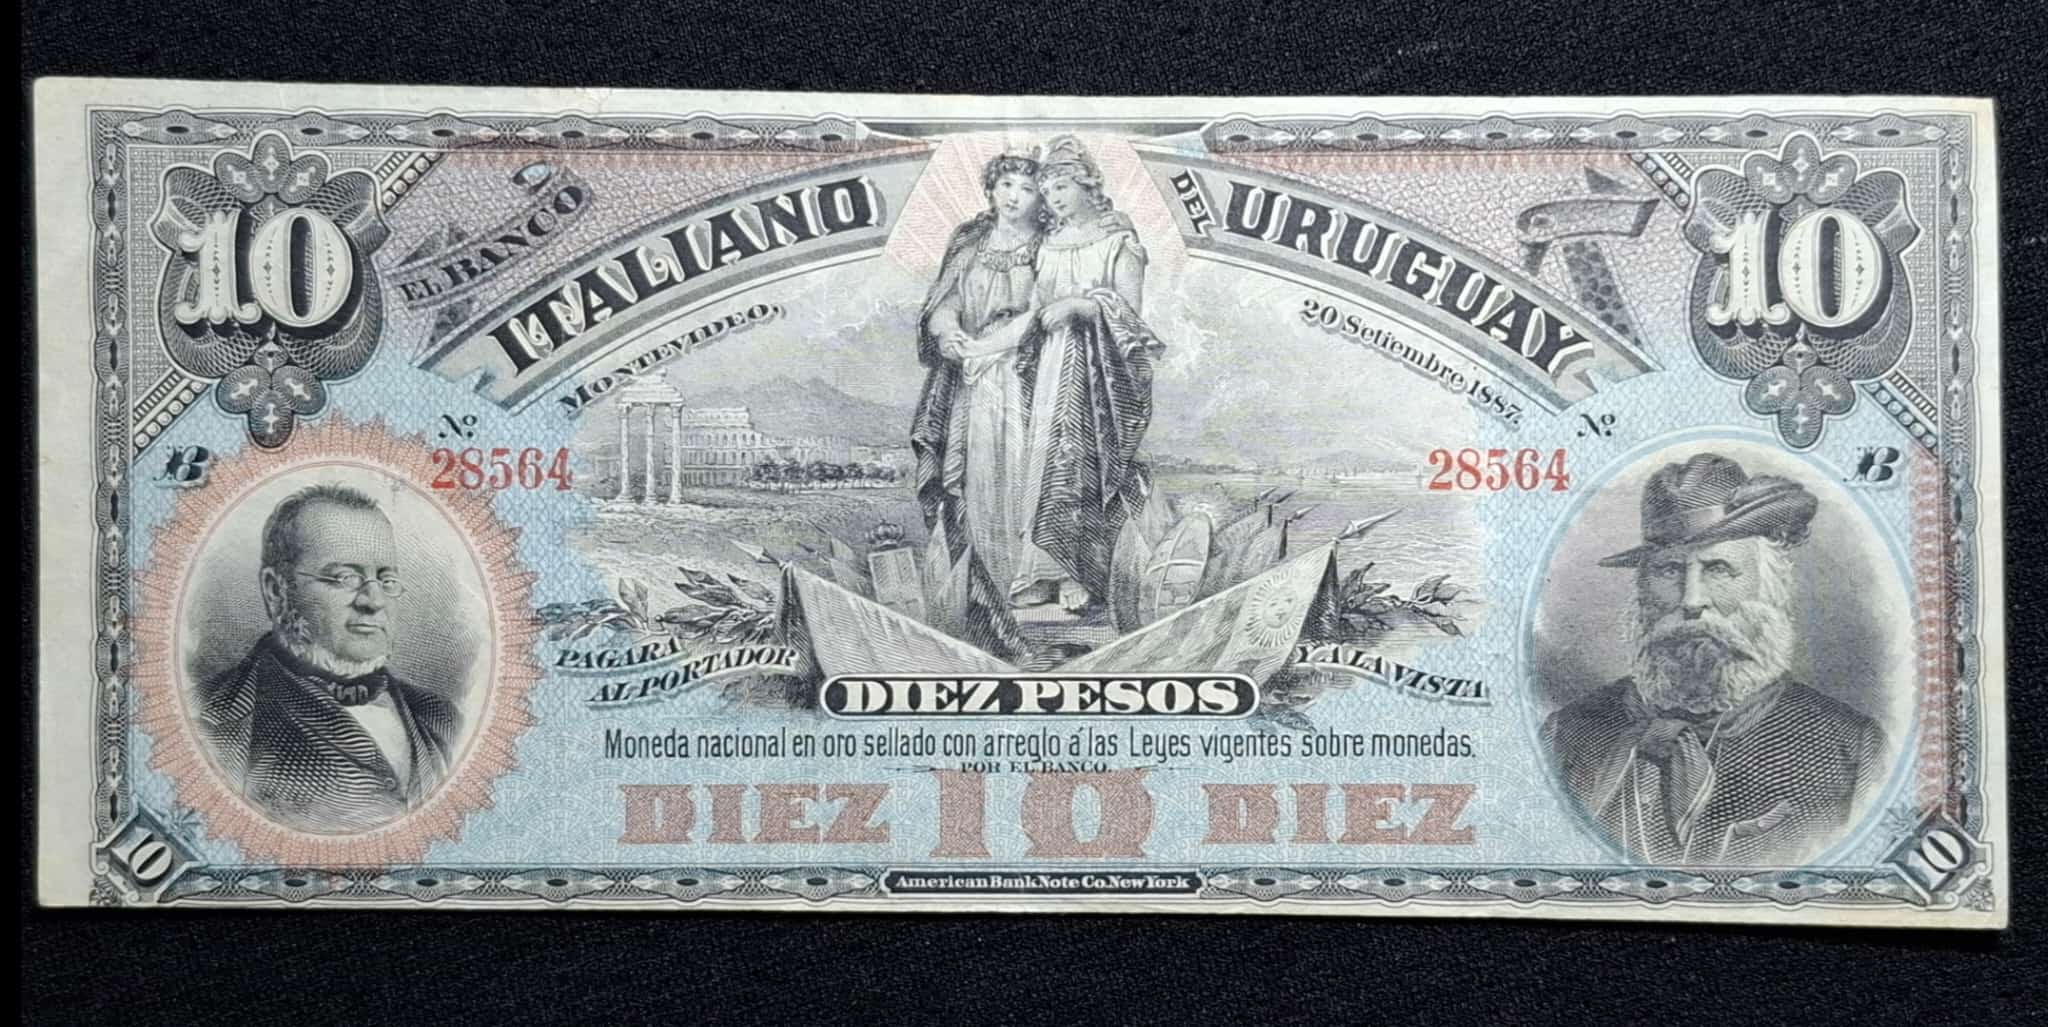 10
EL BANCO
ITALIANO
DEL
URUGUAY
10
MONTEVIDEO,
20 Setiembre 1887.
No.
28564
No.
28564
B
B
PAGARA
AL PORTADOR
Y A LA VISTA
DIEZ PESOS
Moneda nacional en oro sellado con arreglo á las Leyes vigentes sobre monedas.
POR EL BANCO.
DIEZ 10 DIEZ
10
10
American Bank Note Co. New York